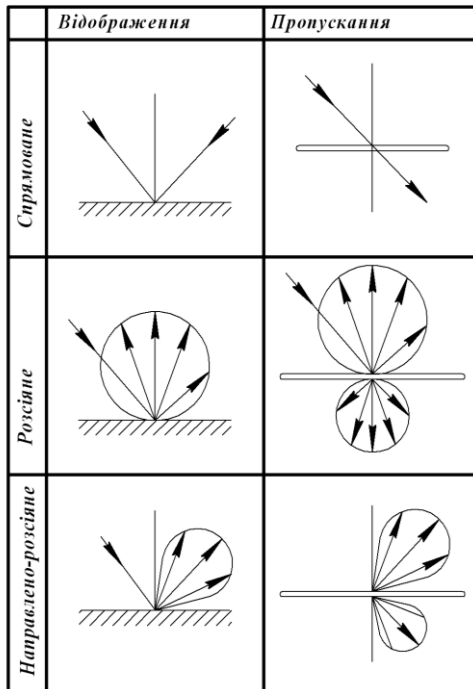 Відображення
Пропускання
Спрямоване
Розсіяне
Направлено-розсіяне